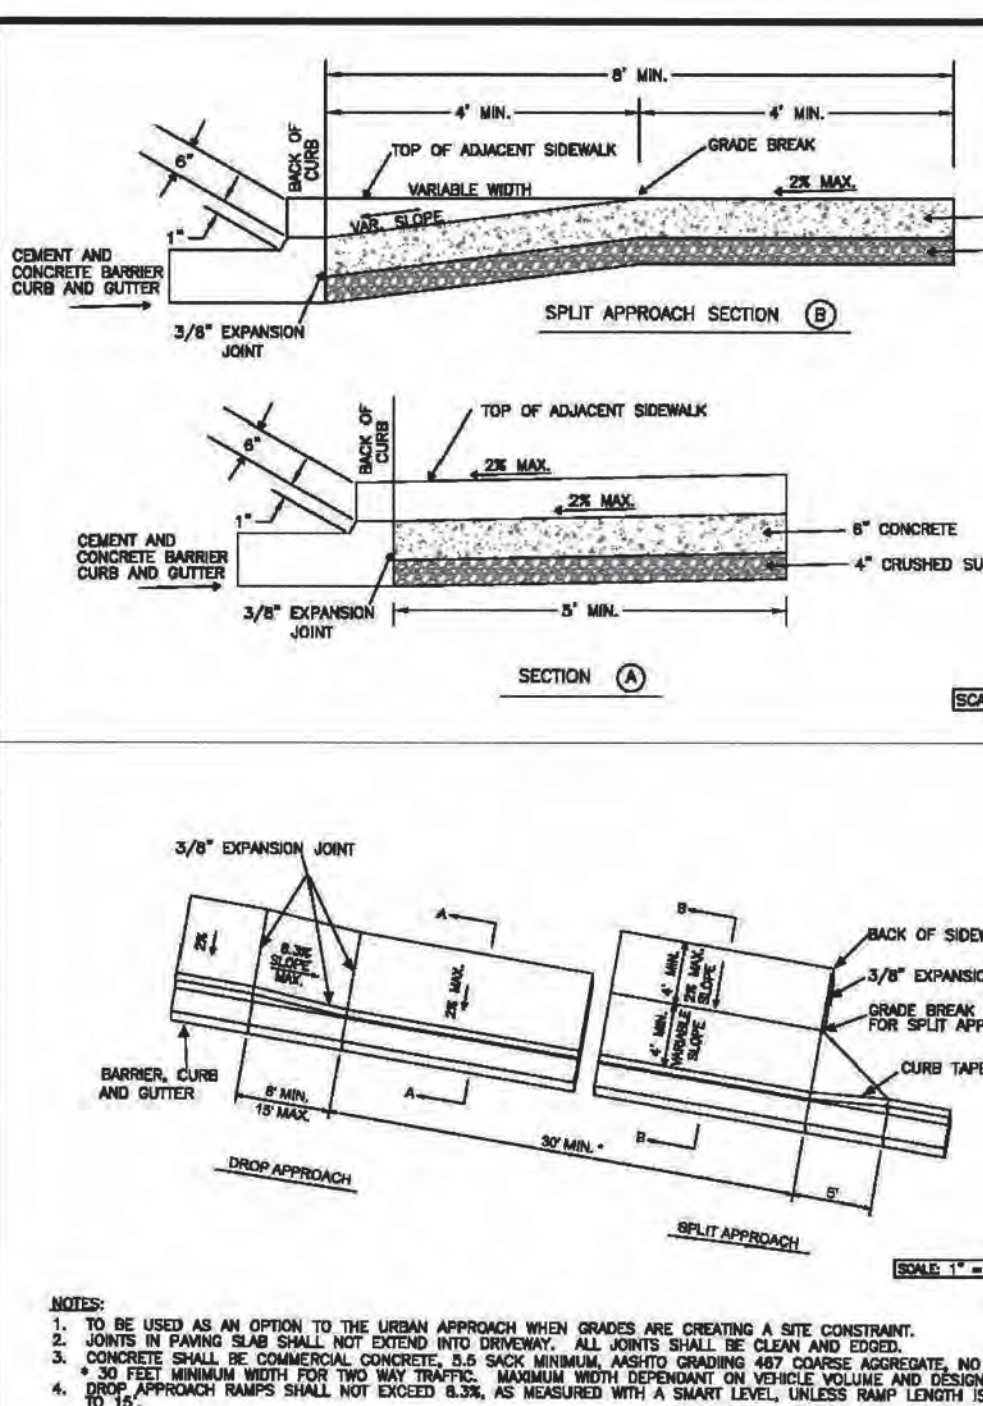 8' MIN.
4' MIN.
4' MIN.
TOP OF ADJACENT SIDEWALK
GRADE BREAK
BACK OF
CURB
6"
VARIABLE WIDTH
2% MAX.
VAR. SLOPE
1"
CEMENT AND
CONCRETE BARRIER
CURB AND GUTTER
3/8" EXPANSION
JOINT
SPLIT APPROACH SECTION B
TOP OF ADJACENT SIDEWALK
BACK OF
CURB
6"
2% MAX.
2% MAX.
1"
6" CONCRETE
4" CRUSHED SU
CEMENT AND
CONCRETE BARRIER
CURB AND GUTTER
3/8" EXPANSION
JOINT
5' MIN.
SECTION A
SCA
3/8" EXPANSION JOINT
A
2%
8.3%
SLOPE
MAX.
2% MAX.
A
BARRIER, CURB
AND GUTTER
6' MIN.
15' MAX.
DROP APPROACH
30' MIN. *
B
4' MIN.
2% MAX.
SLOPE
4' MIN.
VARIABLE
SLOPE
B
BACK OF SIDEW
3/8" EXPANSIO
GRADE BREAK
FOR SPLIT APP
CURB TAPE
SPLIT APPROACH
SCALE: 1" =
NOTES:
1. TO BE USED AS AN OPTION TO THE URBAN APPROACH WHEN GRADES ARE CREATING A SITE CONSTRAINT.
2. JOINTS IN PAVING SLAB SHALL NOT EXTEND INTO DRIVEWAY. ALL JOINTS SHALL BE CLEAN AND EDGED.
3. CONCRETE SHALL BE COMMERCIAL CONCRETE, 5.5 SACK MINIMUM, AASHTO GRADIING 467 COARSE AGGREGATE, NO
* 30 FEET MINIMUM WIDTH FOR TWO WAY TRAFFIC. MAXIMUM WIDTH DEPENDANT ON VEHICLE VOLUME AND DESIGN
4. DROP APPROACH RAMPS SHALL NOT EXCEED 8.3%, AS MEASURED WITH A SMART LEVEL, UNLESS RAMP LENGTH IS
TO 15'.